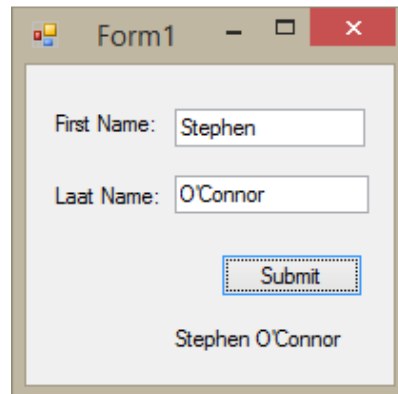 Form1
First Name: Stephen
Laat Name: O'Connor
Submit
Stephen O'Connor